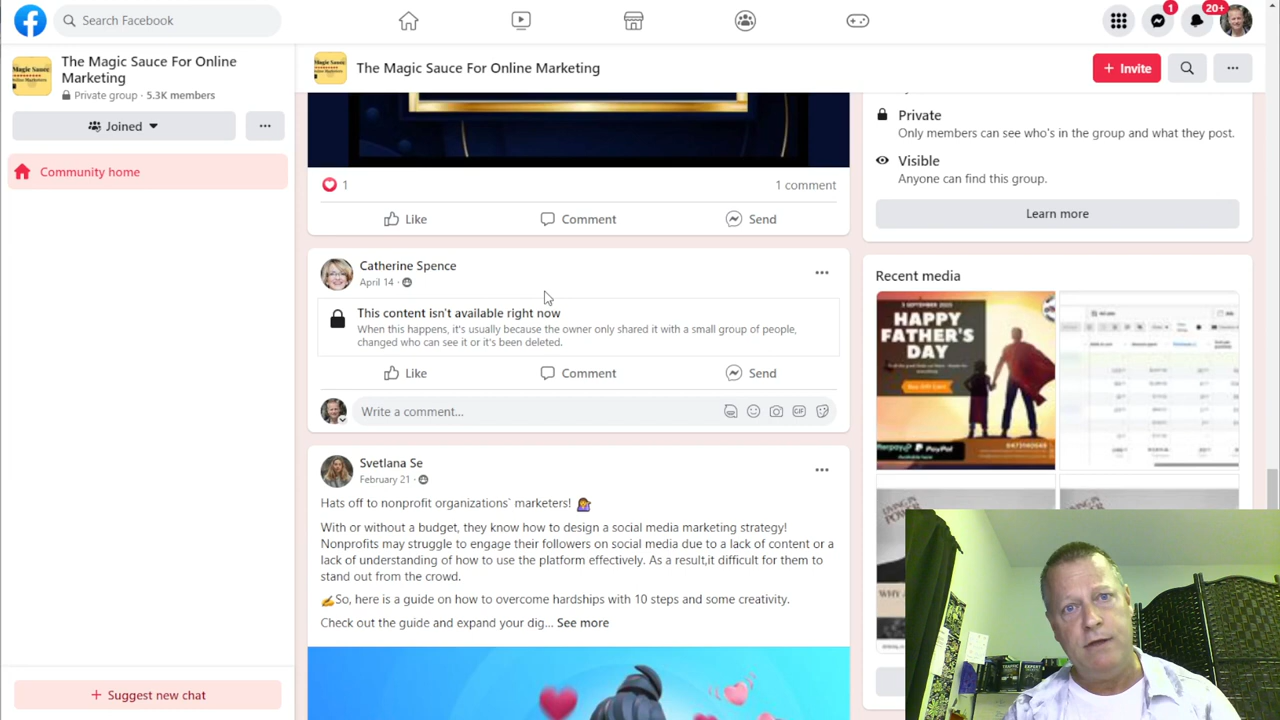 Search Facebook
1
20+
The Magic Sauce For Online
Marketing
Private group · 5.3K members
Joined
Community home
+ Suggest new chat
Magic Sauce
The Magic Sauce For Online Marketing
+ Invite
1
1 comment
Like
Comment
Send
Catherine Spence
April 14 ·
This content isn't available right now
When this happens, it's usually because the owner only shared it with a small group of people,
changed who can see it or it's been deleted.
Like
Comment
Send
Write a comment...
GIF
Svetlana Se
February 21 ·
Hats off to nonprofit organizations` marketers!
With or without a budget, they know how to design a social media marketing strategy!
Nonprofits may struggle to engage their followers on social media due to a lack of content or a
lack of understanding of how to use the platform effectively. As a result,it difficult for them to
stand out from the crowd.
So, here is a guide on how to overcome hardships with 10 steps and some creativity.
Check out the guide and expand your dig... See more
Private
Only members can see who's in the group and what they post.
Visible
Anyone can find this group.
Learn more
Recent media
HAPPY
FATHER'S
DAY
PayPal